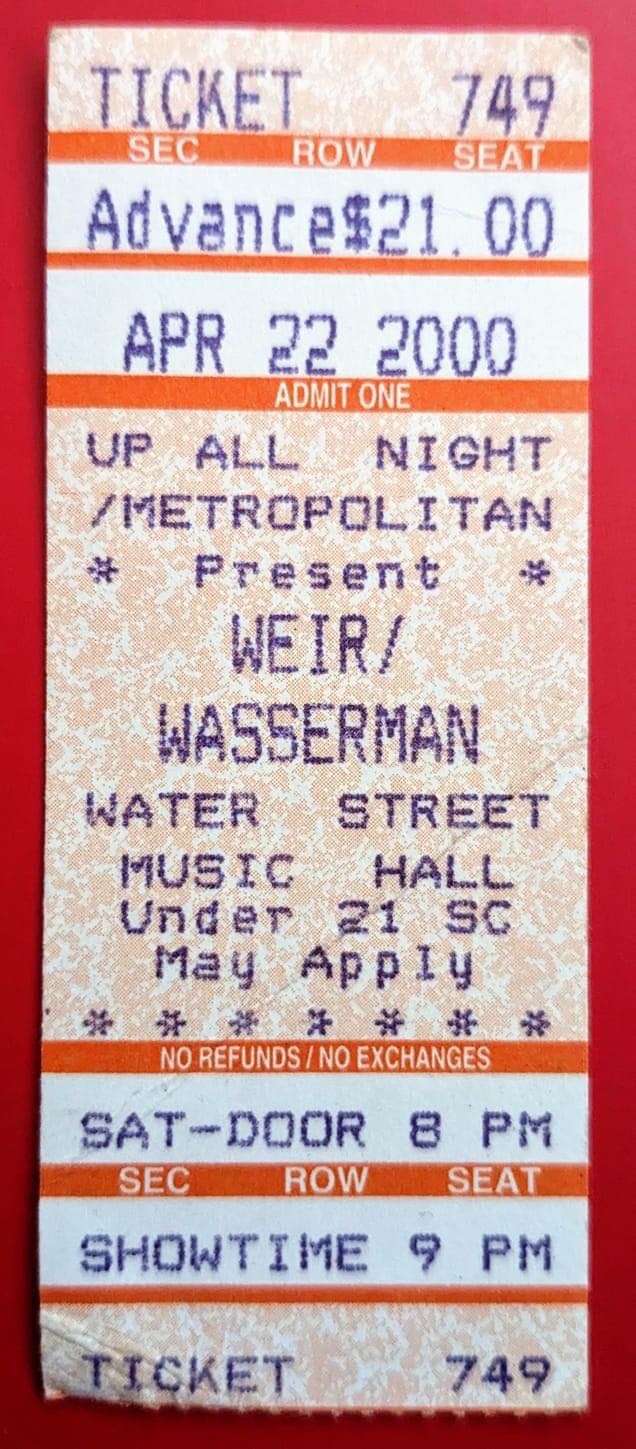 TICKET 749
SEC ROW SEAT
Advance$21.00
APR 22 2000
ADMIT ONE
UP ALL NIGHT
/METROPOLITAN
* Present *
WEIR/
WASSERMAN
WATER STREET
MUSIC HALL
Under 21 SC
May Apply
* * * * * * *
NO REFUNDS / NO EXCHANGES
SAT-DOOR 8 PM
SEC ROW SEAT
SHOWTIME 9 PM
TICKET 749